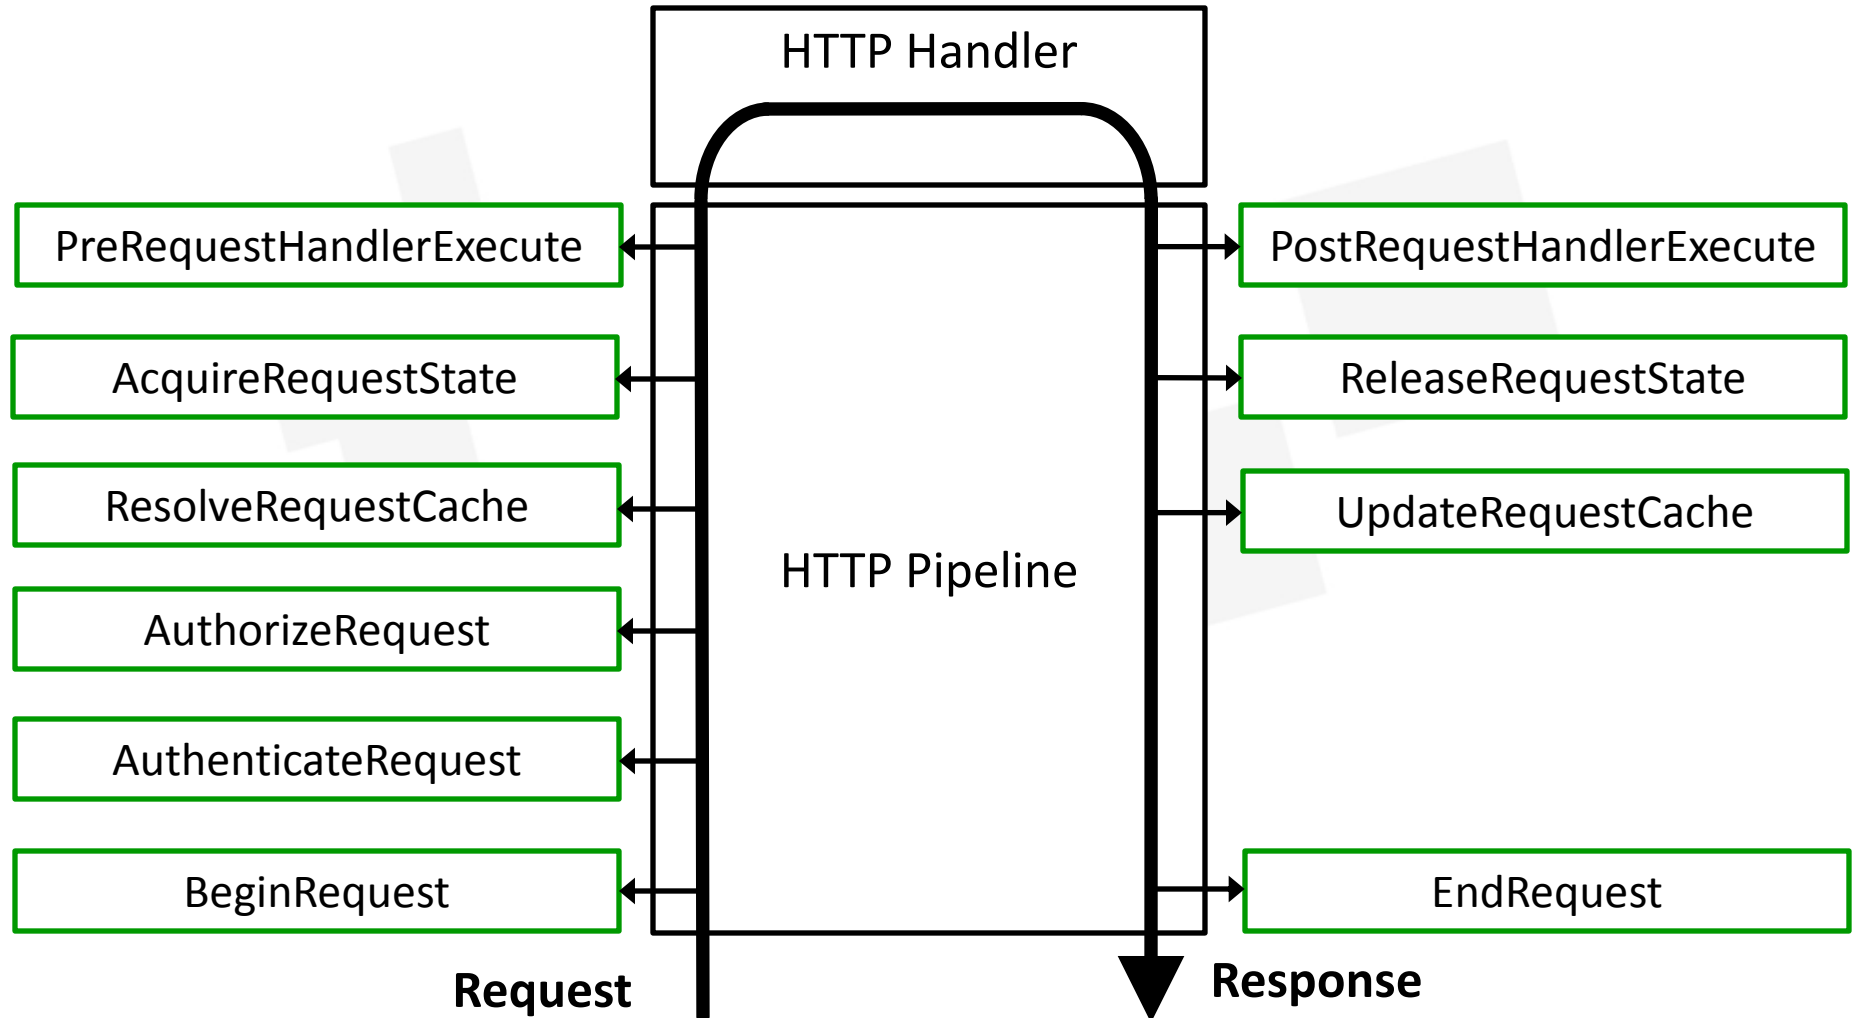 HTTP Handler
PreRequestHandlerExecute
PostRequestHandlerExecute
AcquireRequestState
ReleaseRequestState
ResolveRequestCache
UpdateRequestCache
HTTP Pipeline
AuthorizeRequest
AuthenticateRequest
BeginRequest
EndRequest
Request
Response